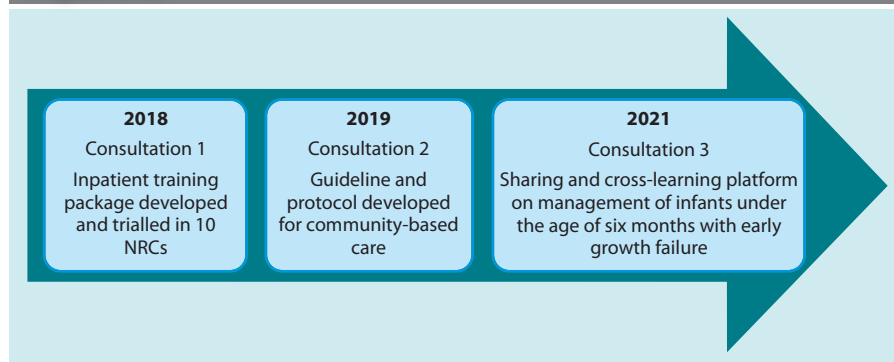 2018
Consultation 1
Inpatient training
package developed
and trialled in 10
NRCs
2019
Consultation 2
Guideline and
protocol developed
for community-based
care
2021
Consultation 3
Sharing and cross-learning platform
on management of infants under
the age of six months with early
growth failure